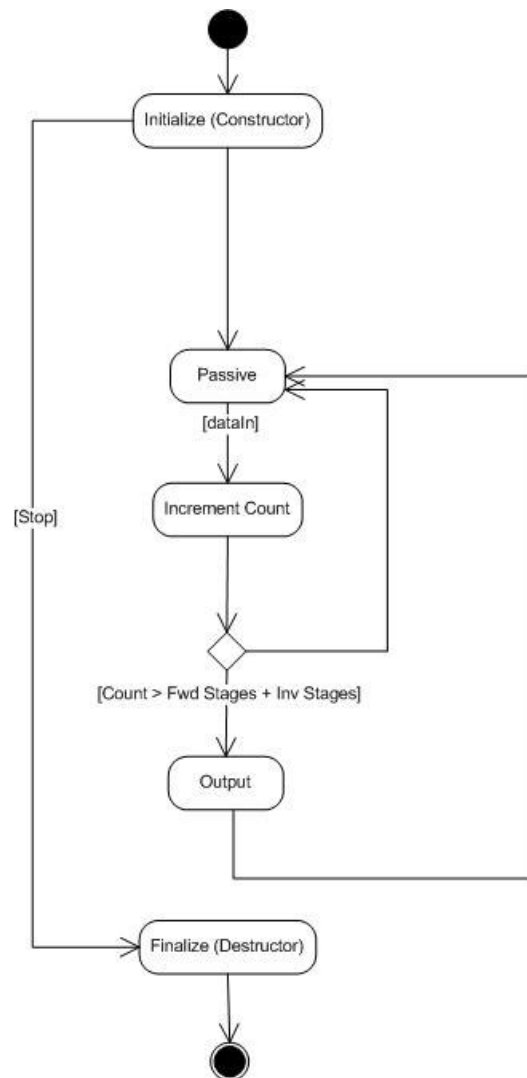 Initialize (Constructor)
Passive
[dataIn]
Increment Count
[Stop]
[Count > Fwd Stages + Inv Stages]
Output
Finalize (Destructor)